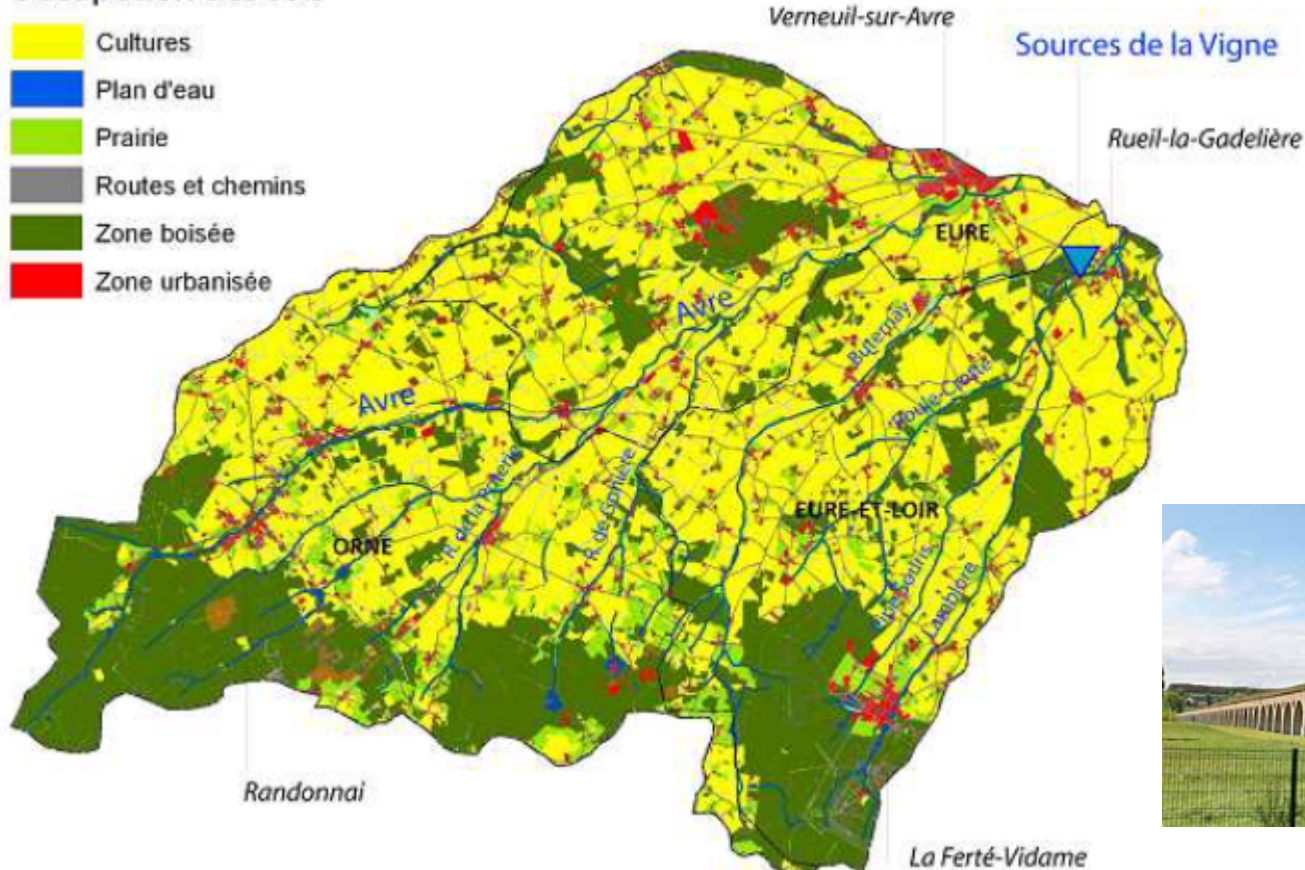 Cultures
Plan d'eau
Prairie
Routes et chemins
Zone boisée
Zone urbanisée
Verneuil-sur-Avre
Sources de la Vigne
Rueil-la-Gadelière
EURE
Avre
Buternay
Avre
R. de la Poterie
EURE-ET-LOIR
ORNE
Lamblore
Randonnai
La Ferté-Vidame